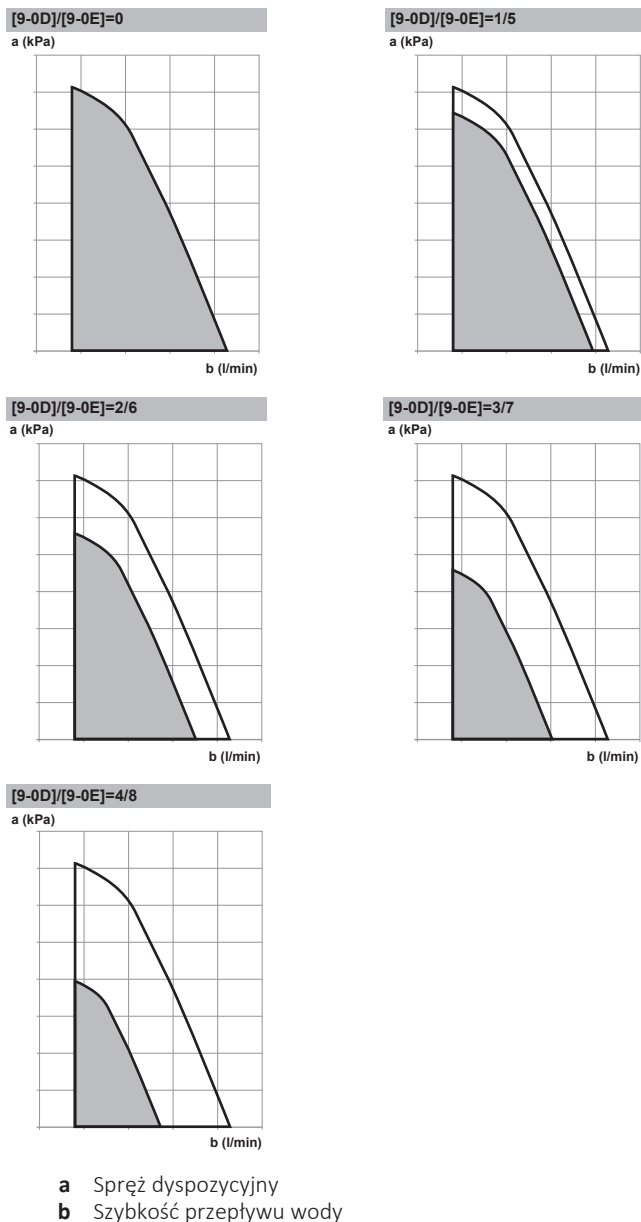 [9-0D]/[9-0E]=0
a (kPa)
b (l/min)
[9-0D]/[9-0E]=1/5
a (kPa)
b (l/min)
[9-0D]/[9-0E]=2/6
a (kPa)
b (l/min)
[9-0D]/[9-0E]=3/7
a (kPa)
b (l/min)
[9-0D]/[9-0E]=4/8
a (kPa)
b (l/min)
a Spręż dyspozycyjny
b Szybkość przepływu wody